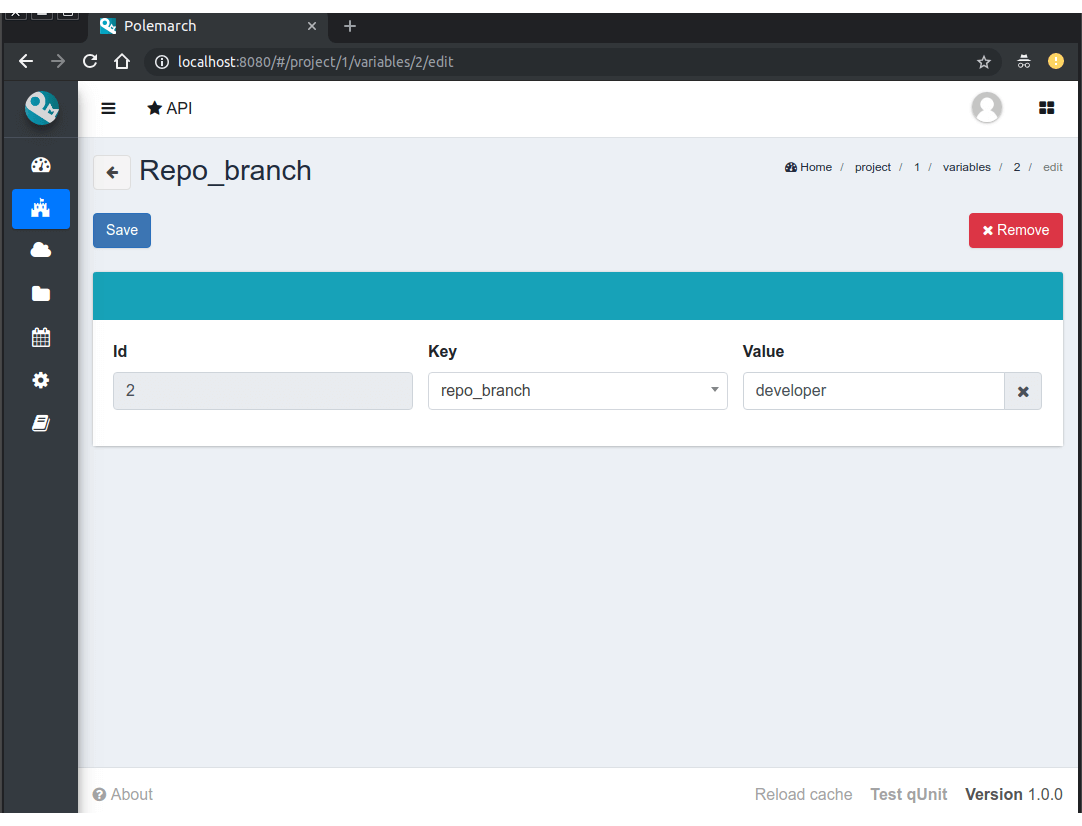 Polemarch
localhost:8080/#/project/1/variables/2/edit
API
Repo_branch
Home / project / 1 / variables / 2 / edit
Save
Remove
Id Key Value
2 repo_branch developer
About
Reload cache Test qUnit Version 1.0.0